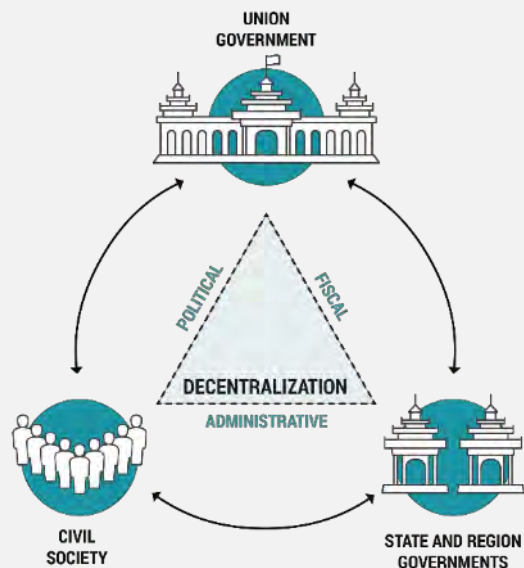 UNION
GOVERNMENT
POLITICAL
FISCAL
DECENTRALIZATION
ADMINISTRATIVE
CIVIL
SOCIETY
STATE AND REGION
GOVERNMENTS